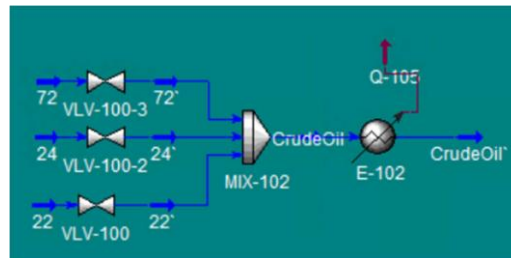 Q-105
72 VLV-100-3 72`
24 VLV-100-2 24`
CrudeOil
MIX-102
E-102
CrudeOil`
22 VLV-100 22`